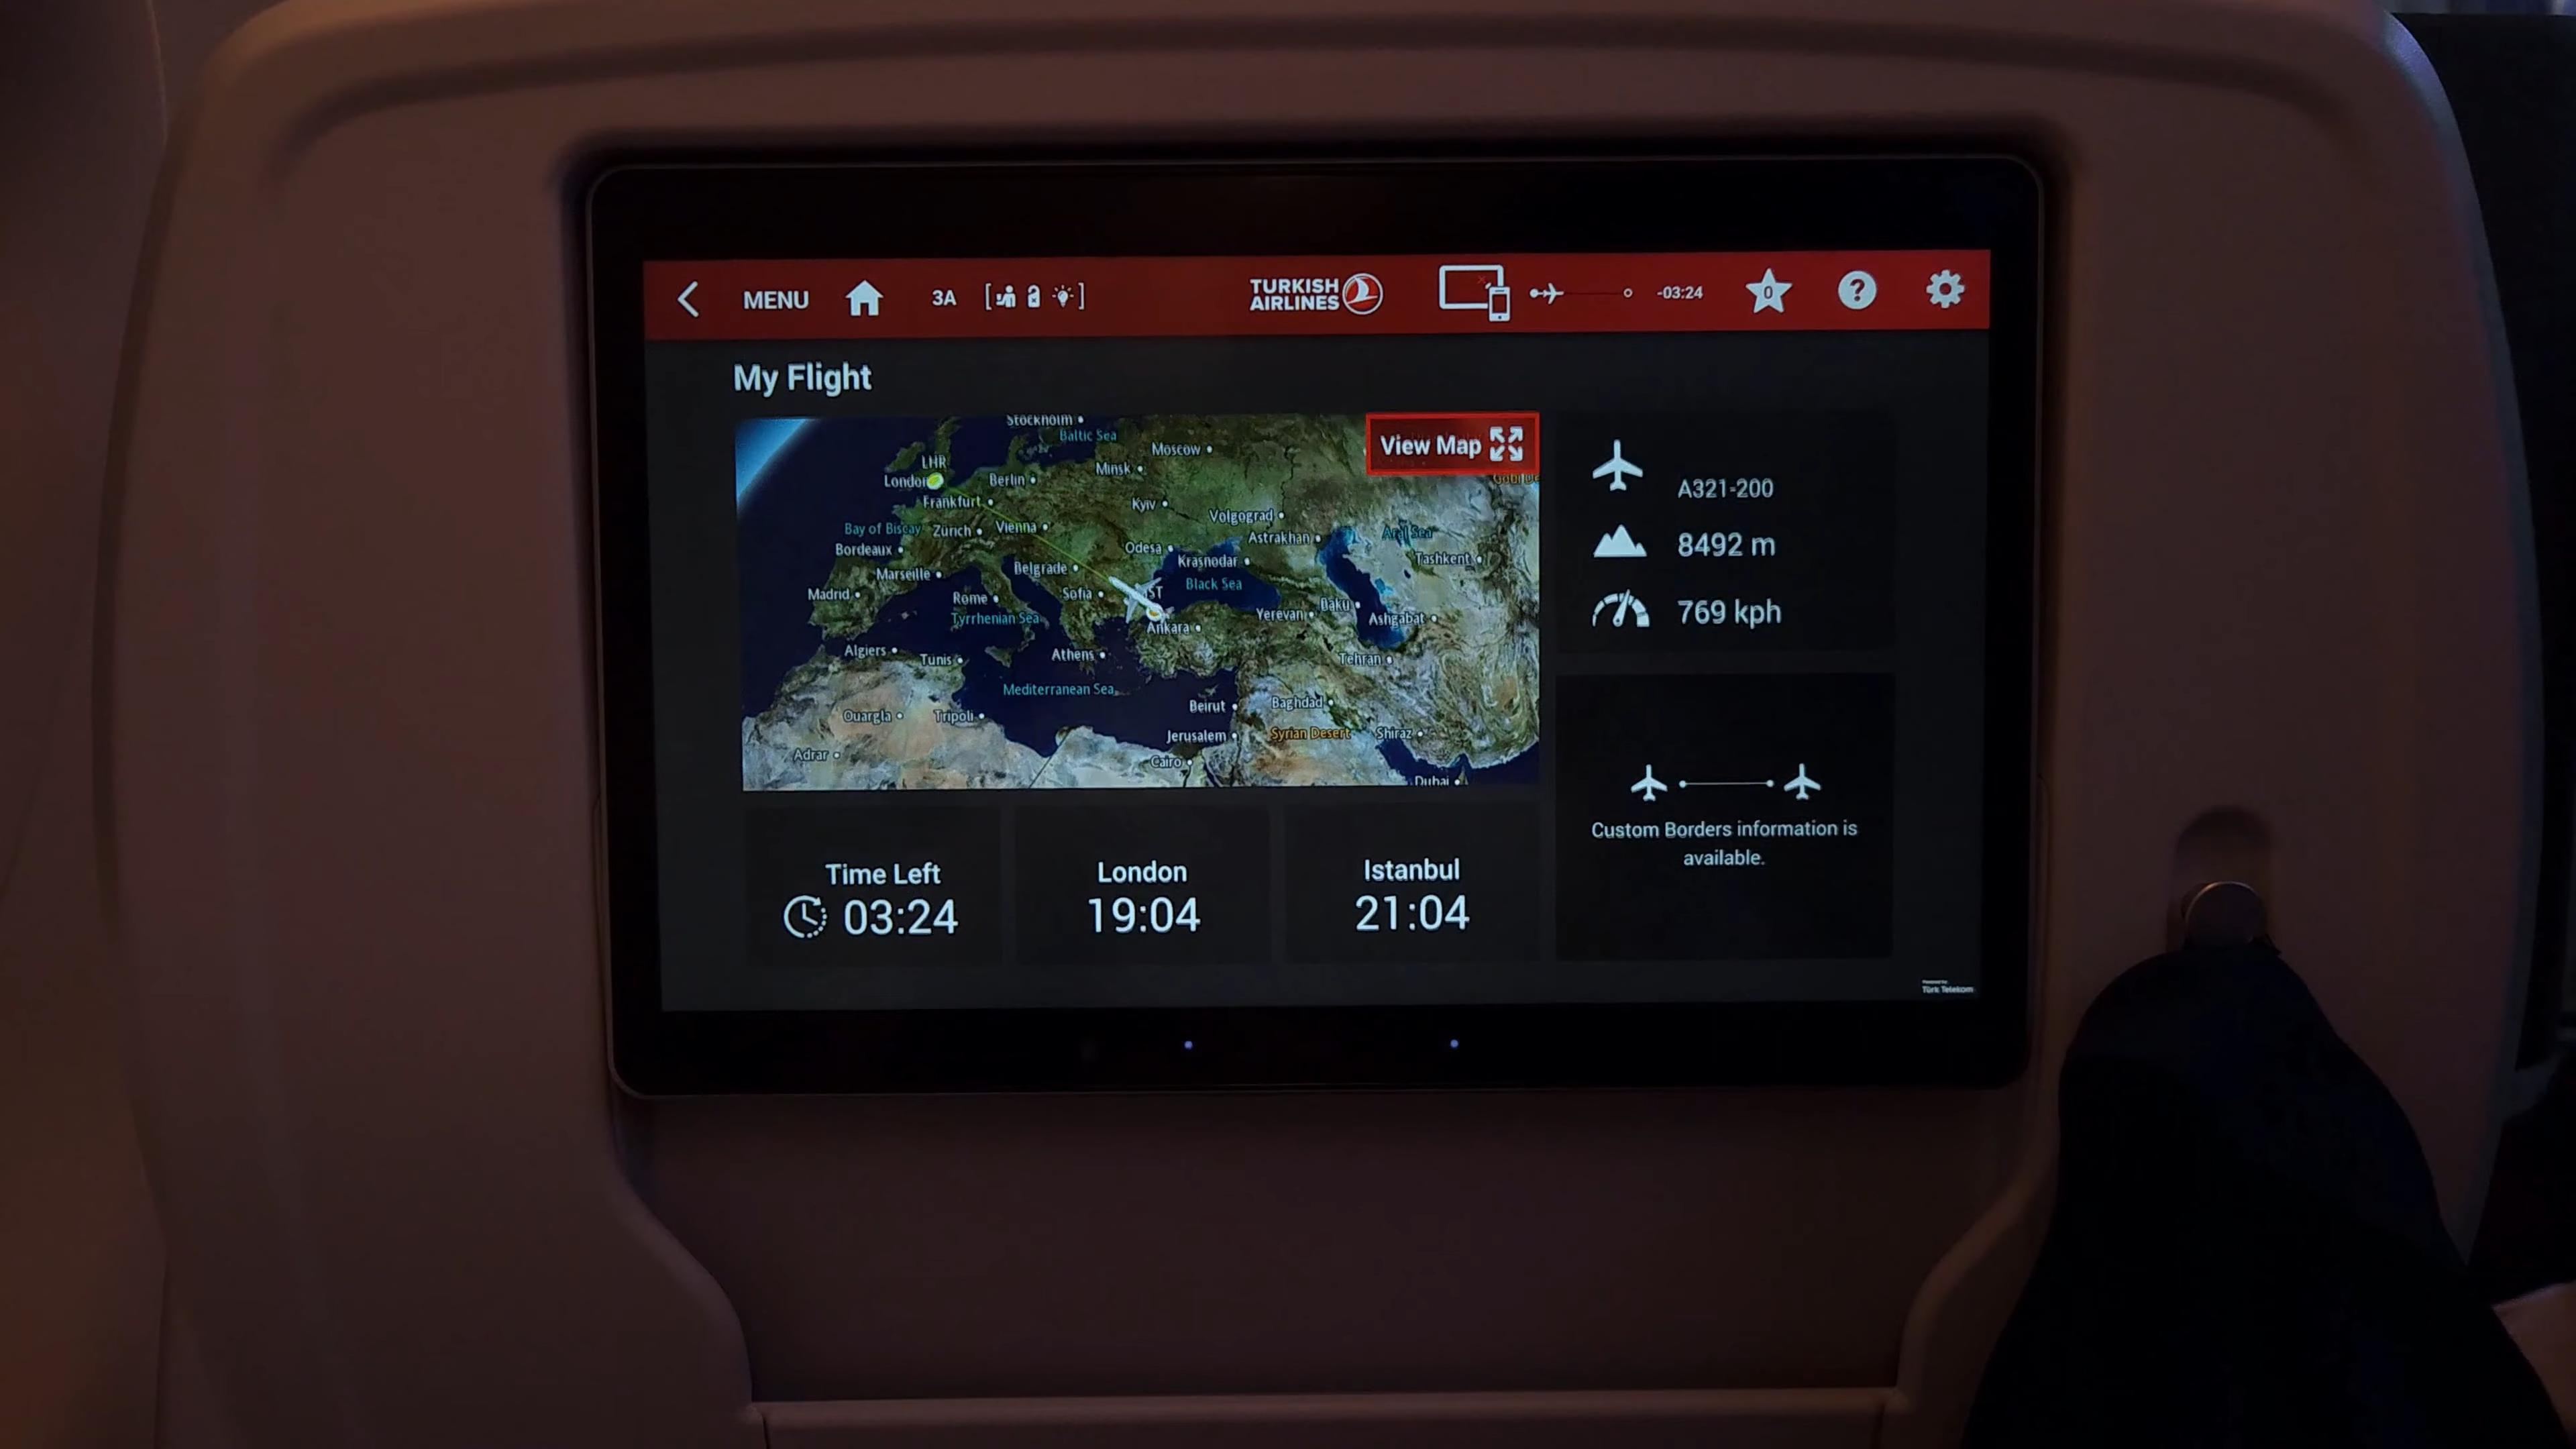 MENU
3A
TURKISH
AIRLINES
-03:24
0
?
My Flight
View Map
Stockholm
Baltic Sea
Moscow
LHR
Minsk
London
Berlin
Frankfurt
Kyiv
Volgograd
Bay of Biscay
Zürich
Vienna
Astrakhan
Aral Sea
Bordeaux
Odesa
Krasnodar
Tashkent
Marseille
Belgrade
Black Sea
Madrid
Rome
Sofia
Baku
Tyrrhenian Sea
Ankara
Yerevan
Ashgabat
Algiers
Tunis
Athens
Tehran
Mediterranean Sea
Beirut
Baghdad
Ouargla
Tripoli
Jerusalem
Syrian Desert
Shiraz
Adrar
Cairo
Dubai
A321-200
8492 m
769 kph
Custom Borders information is
available.
Time Left
03:24
London
19:04
Istanbul
21:04
Türk Telekom